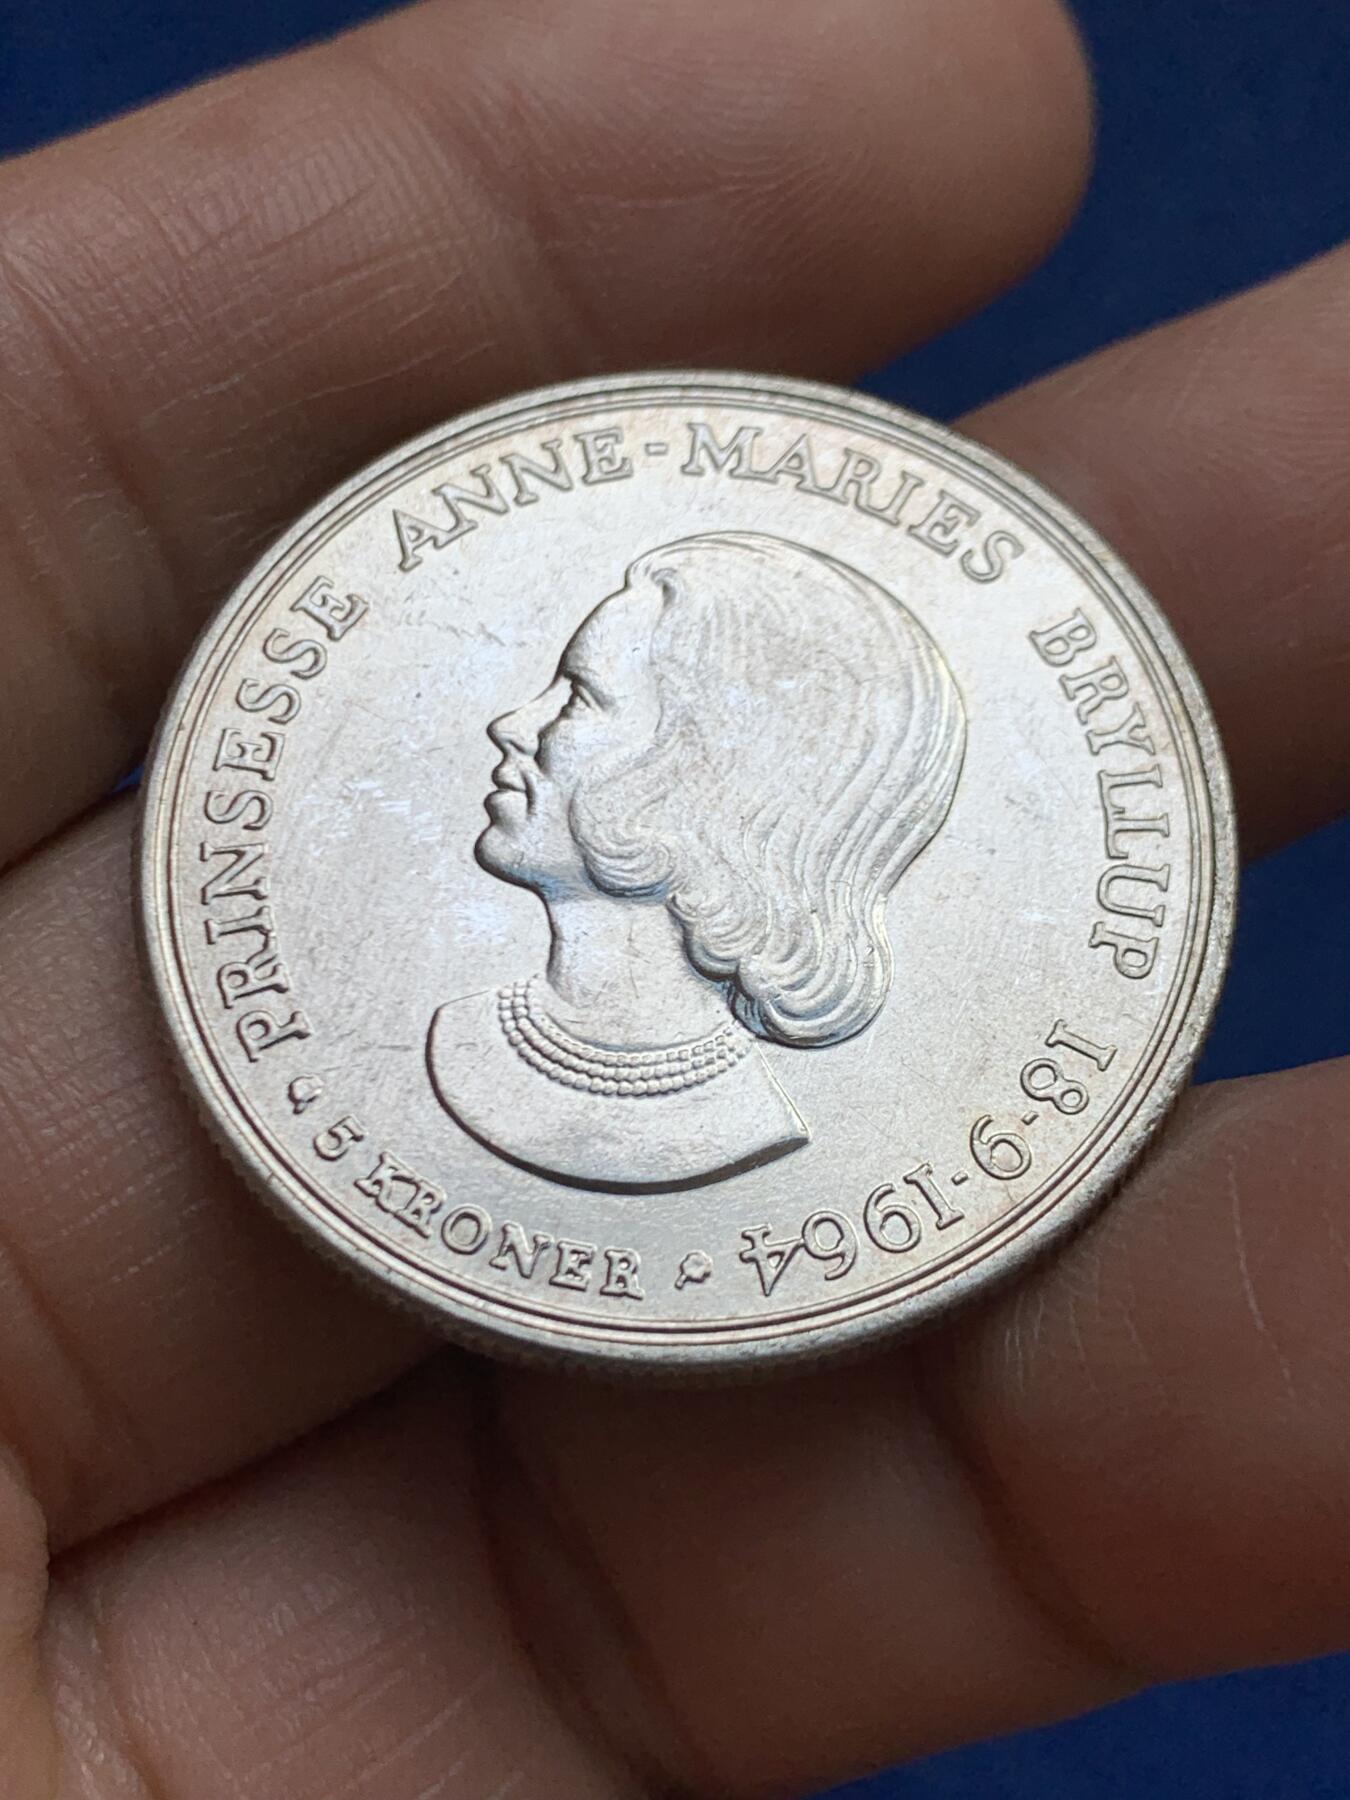 PRINSESSE ANNE-MARIES BRYLLUP 18-9-1964
5 KRONER